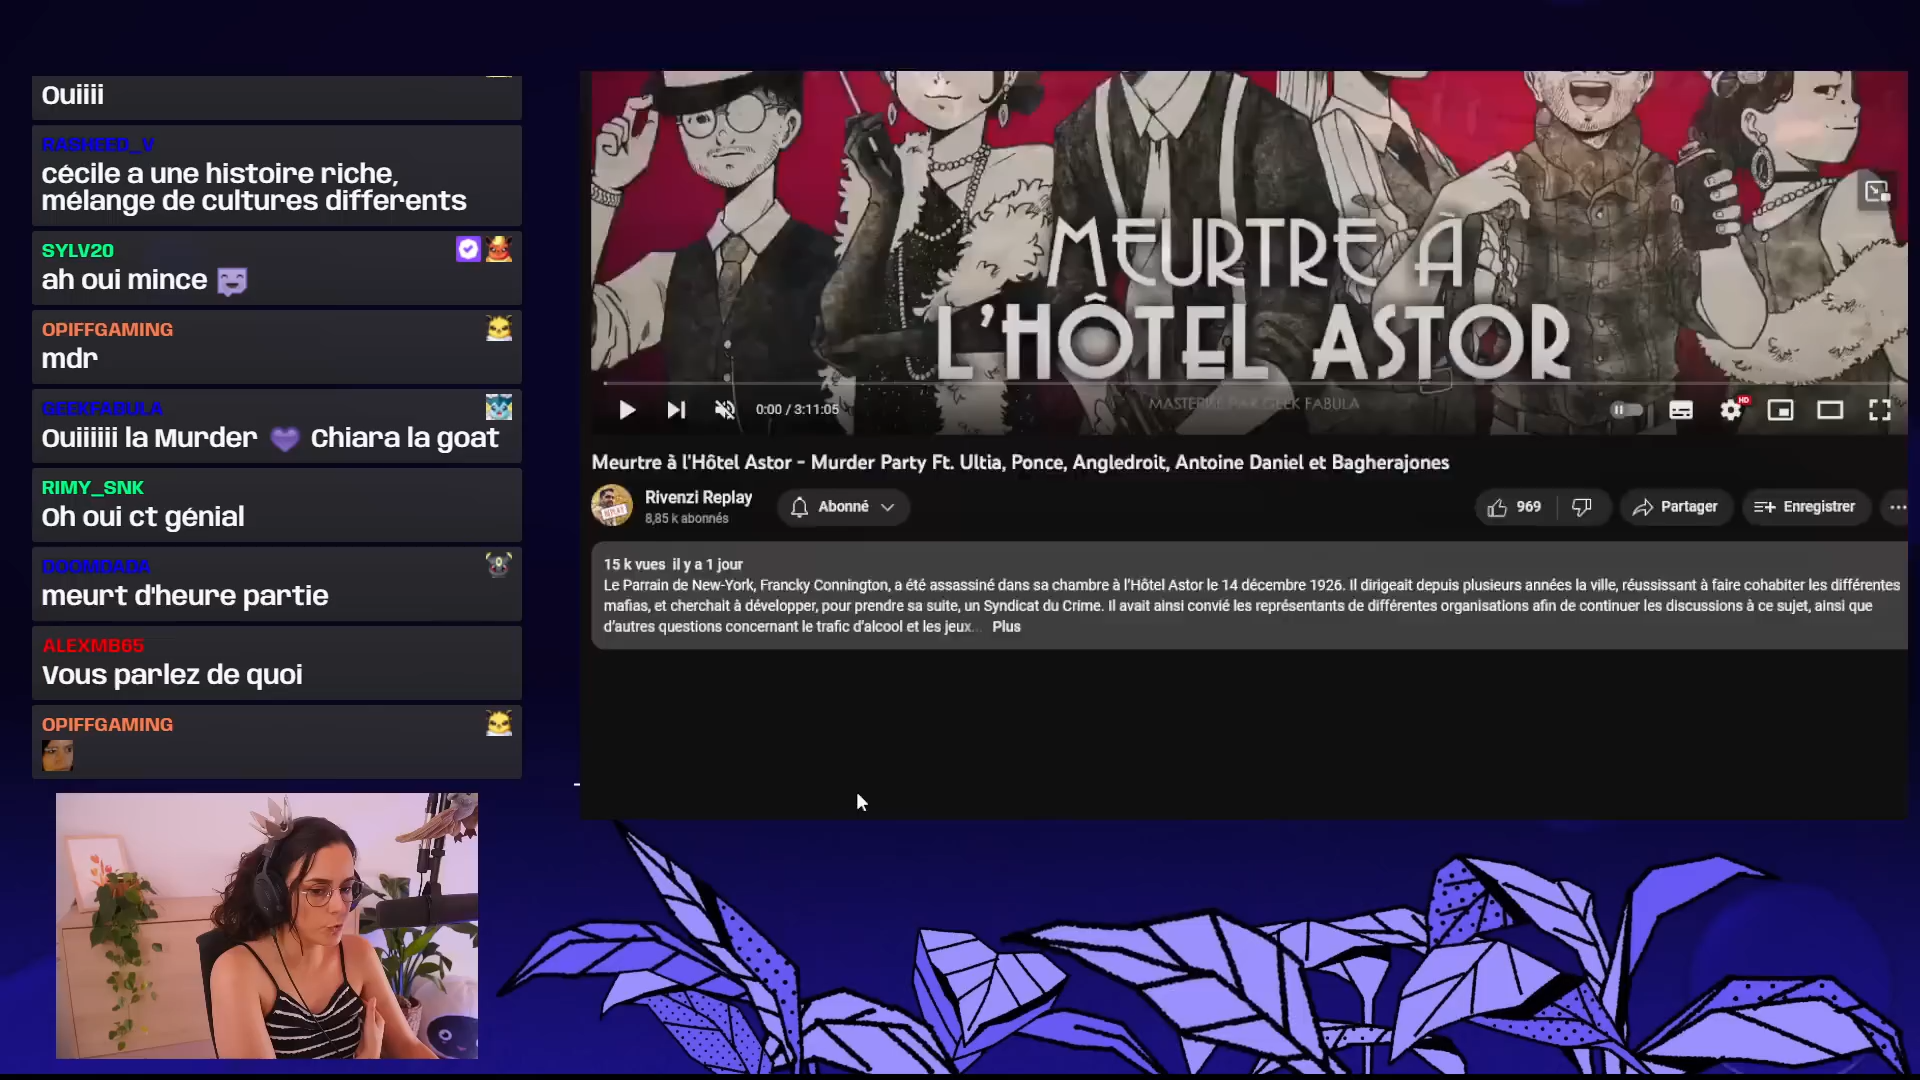 Ouiiii
RASHEED_V
cécile a une histoire riche,
mélange de cultures differents
SYLV20
ah oui mince
OPIFFGAMING
mdr
GEEKFABULA
Ouiiiiii la Murder Chiara la goat
RIMY_SNK
Oh oui ct génial
DOOMDADA
meurt d'heure partie
ALEXMB65
Vous parlez de quoi
OPIFFGAMING
MEURTRE À
L'HÔTEL ASTOR
MASTERISÉ PAR GEEK FABULA
0:00 / 3:11:05
HD
Meurtre à l'Hôtel Astor - Murder Party Ft. Ultia, Ponce, Angledroit, Antoine Daniel et Bagherajones
REPLAY
Rivenzi Replay
8,85 k abonnés
Abonné
969
Partager
Enregistrer
15 k vues il y a 1 jour
Le Parrain de New-York, Francky Connington, a été assassiné dans sa chambre à l'Hôtel Astor le 14 décembre 1926. Il dirigeait depuis plusieurs années la ville, réussissant à faire cohabiter les différentes
mafias, et cherchait à développer, pour prendre sa suite, un Syndicat du Crime. Il avait ainsi convié les représentants de différentes organisations afin de continuer les discussions à ce sujet, ainsi que
d'autres questions concernant le trafic d'alcool et les jeux... Plus